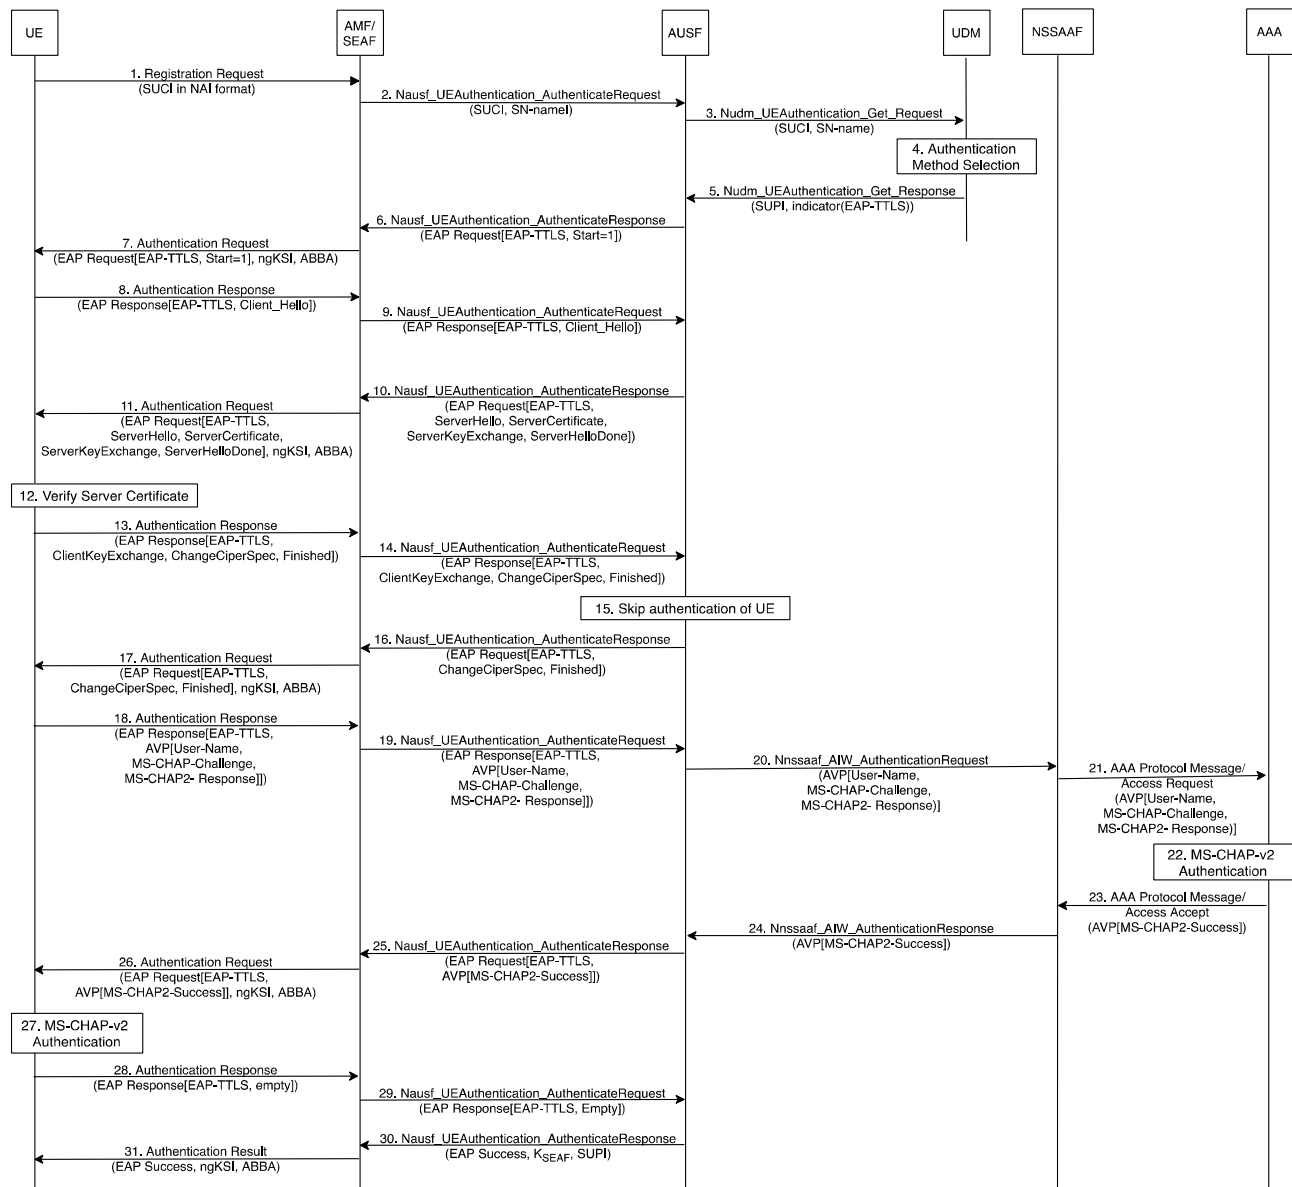 UE
AMF/
SEAF
AUSF
UDM
NSSAAF
AAA
1. Registration Request
(SUCI in NAI format)
2. Nausf_UEAuthentication_AuthenticateRequest
(SUCI, SN-nameI)
3. Nudm_UEAuthentication_Get_Request
(SUCI, SN-name)
4. Authentication
Method Selection
5. Nudm_UEAuthentication_Get_Response
(SUPI, indicator(EAP-TTLS))
6. Nausf_UEAuthentication_AuthenticateResponse
(EAP Request[EAP-TTLS, Start=1])
7. Authentication Request
(EAP Request[EAP-TTLS, Start=1], ngKSI, ABBA)
8. Authentication Response
(EAP Response[EAP-TTLS, Client_Hello])
9. Nausf_UEAuthentication_AuthenticateRequest
(EAP Response[EAP-TTLS, Client_Hello])
10. Nausf_UEAuthentication_AuthenticateResponse
(EAP Request[EAP-TTLS,
ServerHello, ServerCertificate,
ServerKeyExchange, ServerHelloDone])
11. Authentication Request
(EAP Request[EAP-TTLS,
ServerHello, ServerCertificate,
ServerKeyExchange, ServerHelloDone], ngKSI, ABBA)
12. Verify Server Certificate
13. Authentication Response
(EAP Response[EAP-TTLS,
ClientKeyExchange, ChangeCiperSpec, Finished])
14. Nausf_UEAuthentication_AuthenticateRequest
(EAP Response[EAP-TTLS,
ClientKeyExchange, ChangeCiperSpec, Finished])
15. Skip authentication of UE
16. Nausf_UEAuthentication_AuthenticateResponse
(EAP Request[EAP-TTLS,
ChangeCiperSpec, Finished])
17. Authentication Request
(EAP Request[EAP-TTLS,
ChangeCiperSpec, Finished], ngKSI, ABBA)
18. Authentication Response
(EAP Response[EAP-TTLS,
AVP[User-Name,
MS-CHAP-Challenge,
MS-CHAP2- Response]])
19. Nausf_UEAuthentication_AuthenticateRequest
(EAP Response[EAP-TTLS,
AVP[User-Name,
MS-CHAP-Challenge,
MS-CHAP2- Response]])
20. Nnssaaf_AIW_AuthenticationRequest
(AVP[User-Name,
MS-CHAP-Challenge,
MS-CHAP2- Response)]
21. AAA Protocol Message/
Access Request
(AVP[User-Name,
MS-CHAP-Challenge,
MS-CHAP2- Response)]
22. MS-CHAP-v2
Authentication
23. AAA Protocol Message/
Access Accept
(AVP[MS-CHAP2-Success])
24. Nnssaaf_AIW_AuthenticationResponse
(AVP[MS-CHAP2-Success])
25. Nausf_UEAuthentication_AuthenticateResponse
(EAP Request[EAP-TTLS,
AVP[MS-CHAP2-Success]])
26. Authentication Request
(EAP Request[EAP-TTLS,
AVP[MS-CHAP2-Success]], ngKSI, ABBA)
27. MS-CHAP-v2
Authentication
28. Authentication Response
(EAP Response[EAP-TTLS, empty])
29. Nausf_UEAuthentication_AuthenticateRequest
(EAP Response[EAP-TTLS, Empty])
30. Nausf_UEAuthentication_AuthenticateResponse
(EAP Success, KSEAF, SUPI)
31. Authentication Result
(EAP Success, ngKSI, ABBA)